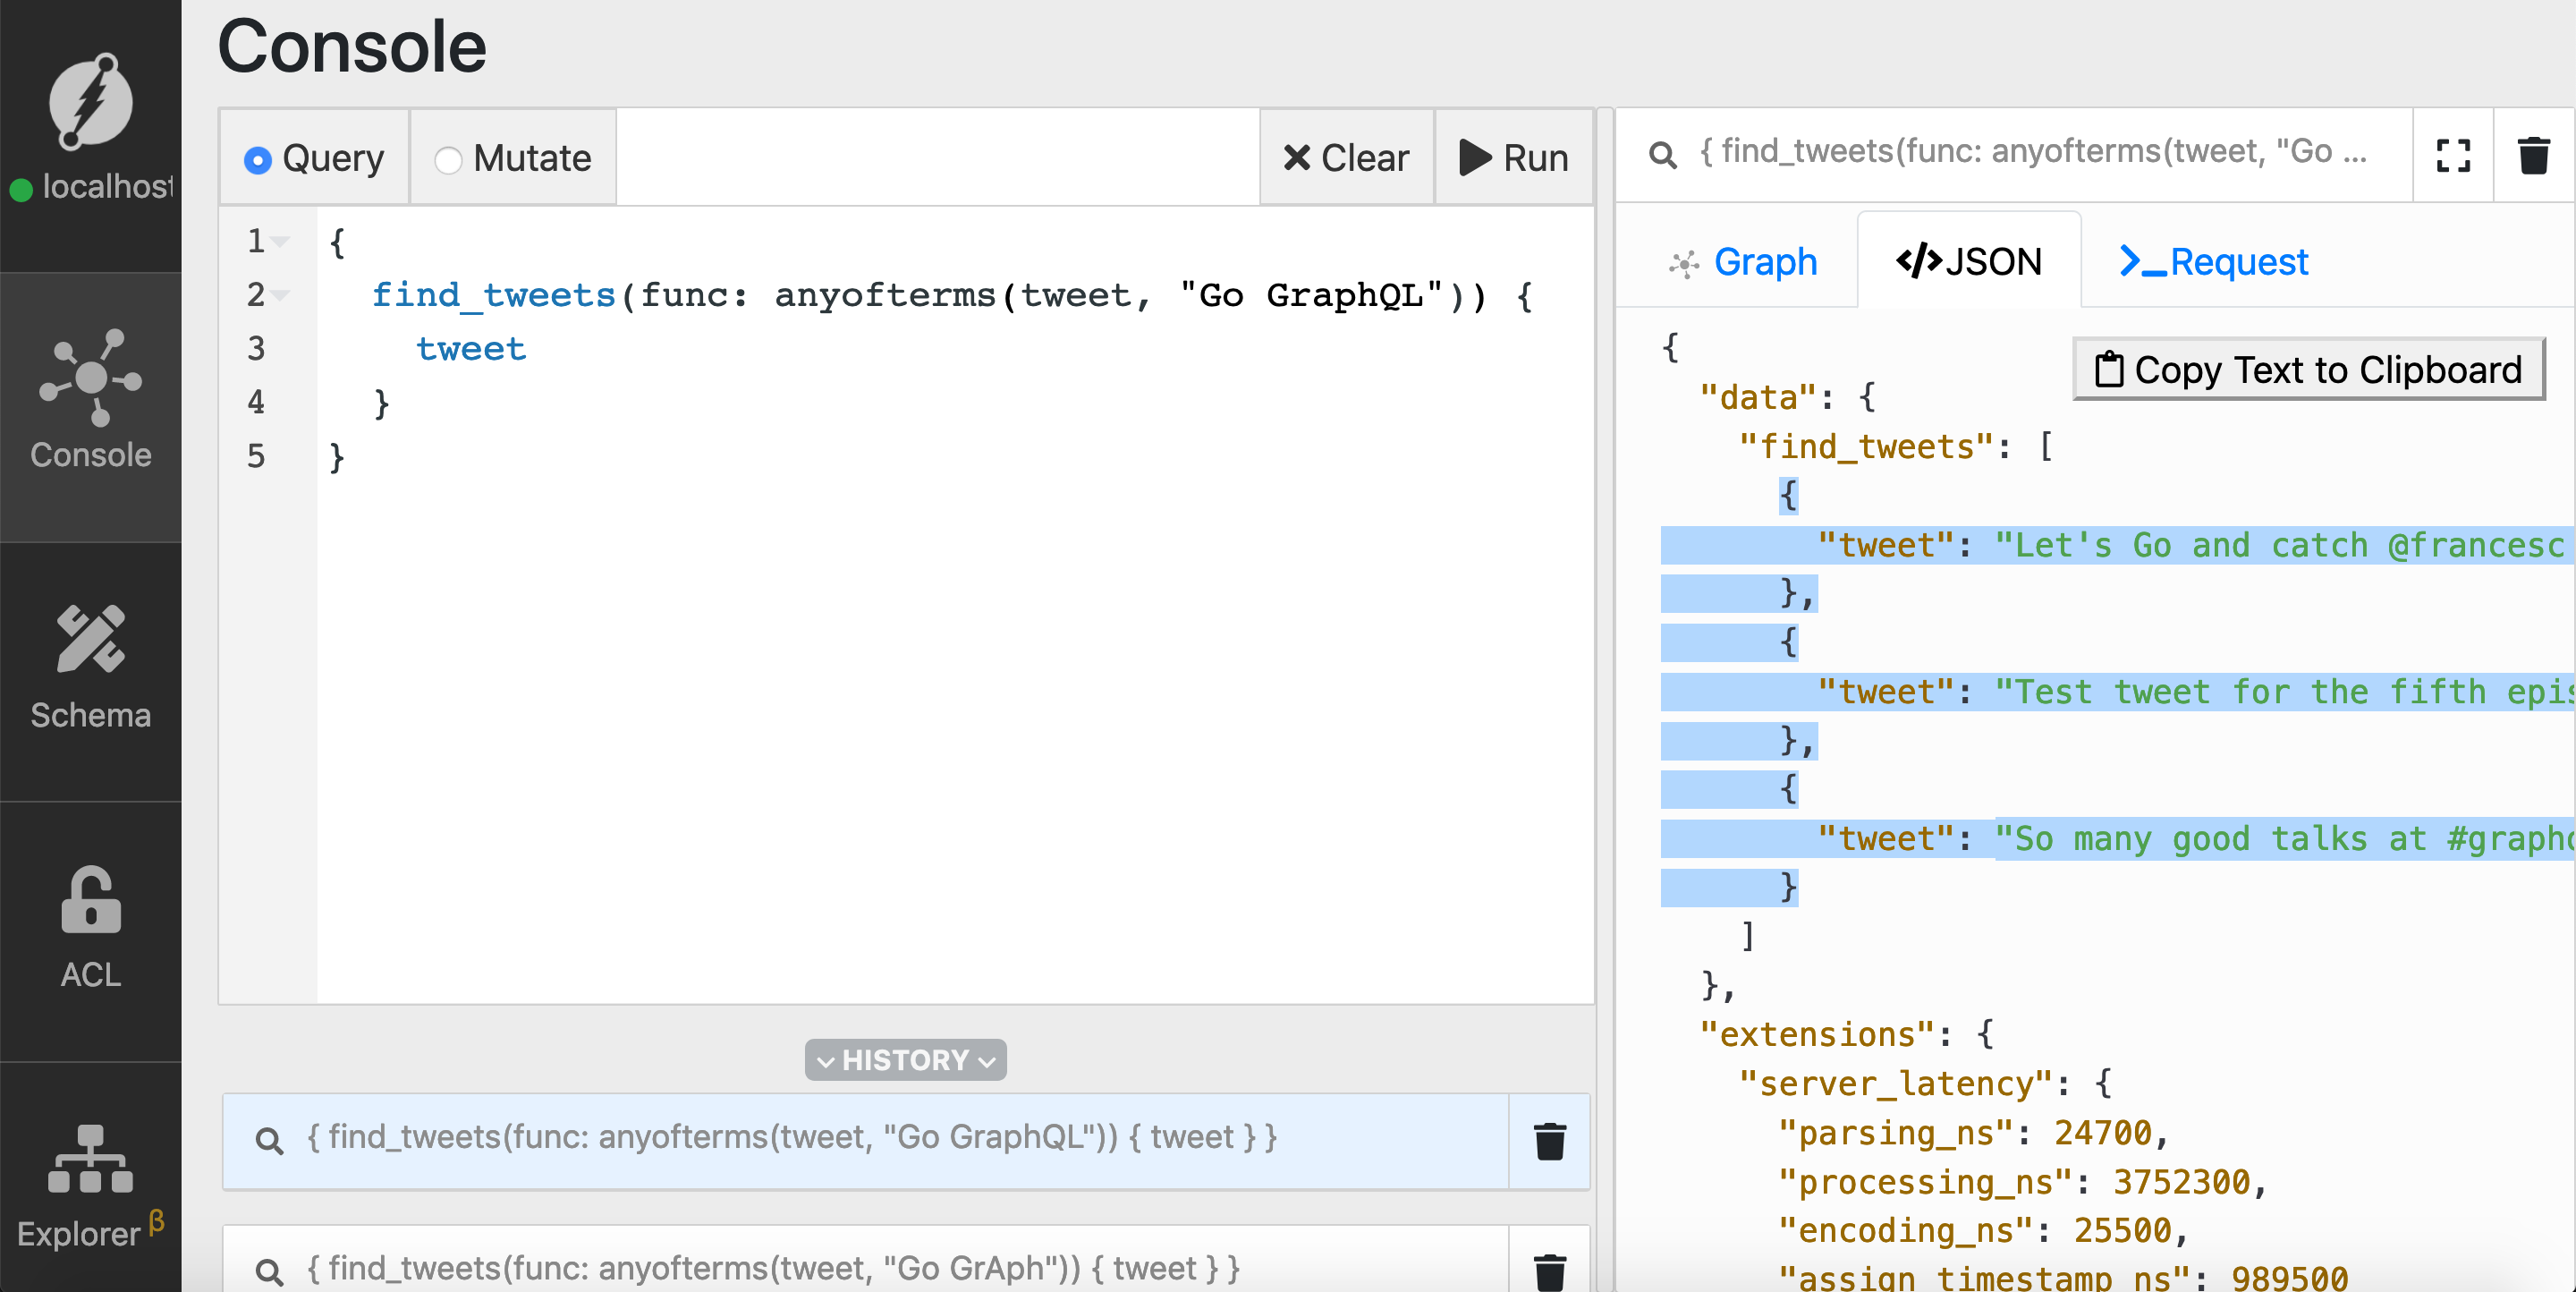 Console
localhost
Console
Schema
ACL
Explorer β
Query
Mutate
Clear
Run
1 {
2 find_tweets(func: anyofterms(tweet, "Go GraphQL")) {
3 tweet
4 }
5 }
HISTORY
{ find_tweets(func: anyofterms(tweet, "Go GraphQL")) { tweet } }
{ find_tweets(func: anyofterms(tweet, "Go GrAph")) { tweet } }
{ find_tweets(func: anyofterms(tweet, "Go ...
Graph
</>JSON
>_Request
Copy Text to Clipboard
{
"data": {
"find_tweets": [
{
"tweet": "Let's Go and catch @francesc
},
{
"tweet": "Test tweet for the fifth epis
},
{
"tweet": "So many good talks at #graphq
}
]
},
"extensions": {
"server_latency": {
"parsing_ns": 24700,
"processing_ns": 3752300,
"encoding_ns": 25500,
"assign_timestamp_ns": 989500